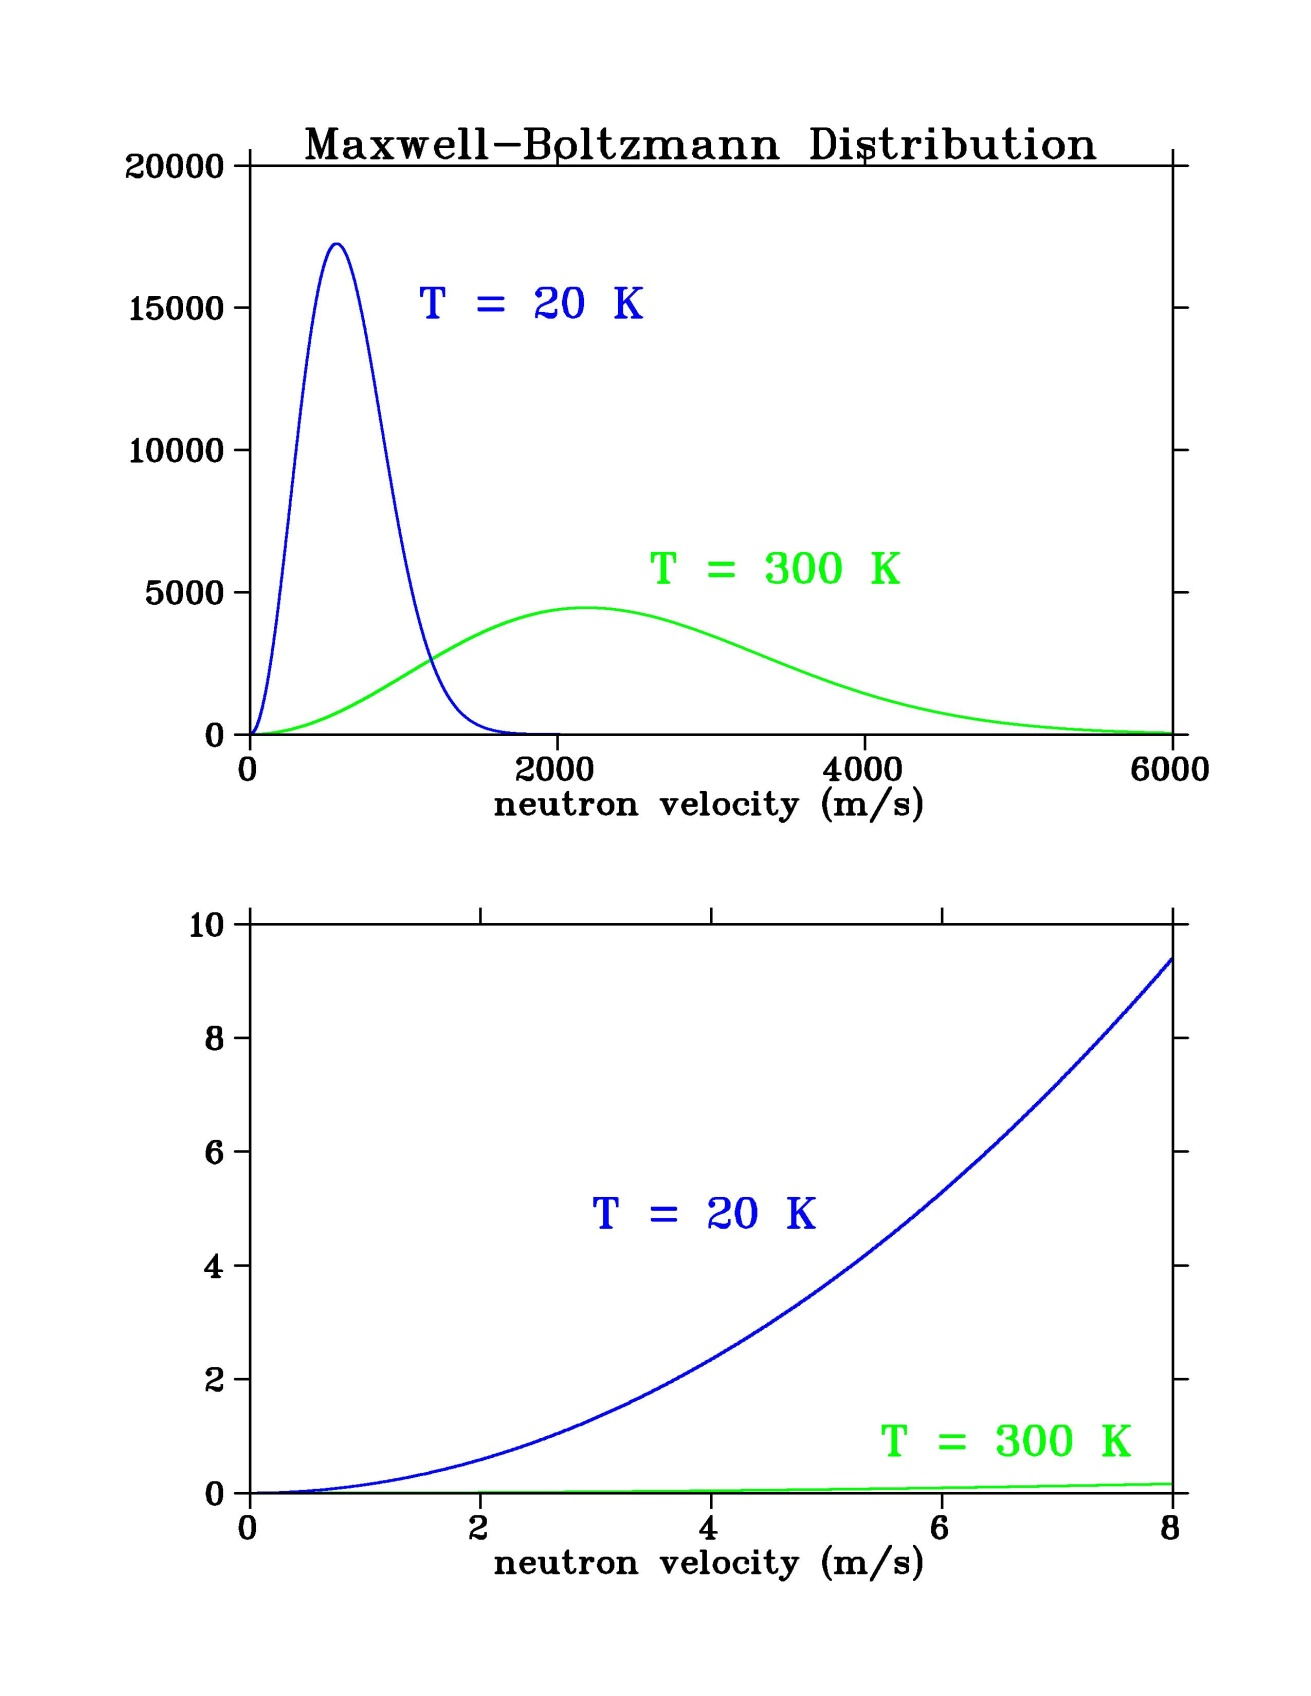 Maxwell-Boltzmann Distribution
20000
T = 20 K
15000
10000
T = 300 K
5000
0
0 2000 4000 6000
neutron velocity (m/s)
10
8
6
T = 20 K
4
2
T = 300 K
0
0 2 4 6 8
neutron velocity (m/s)